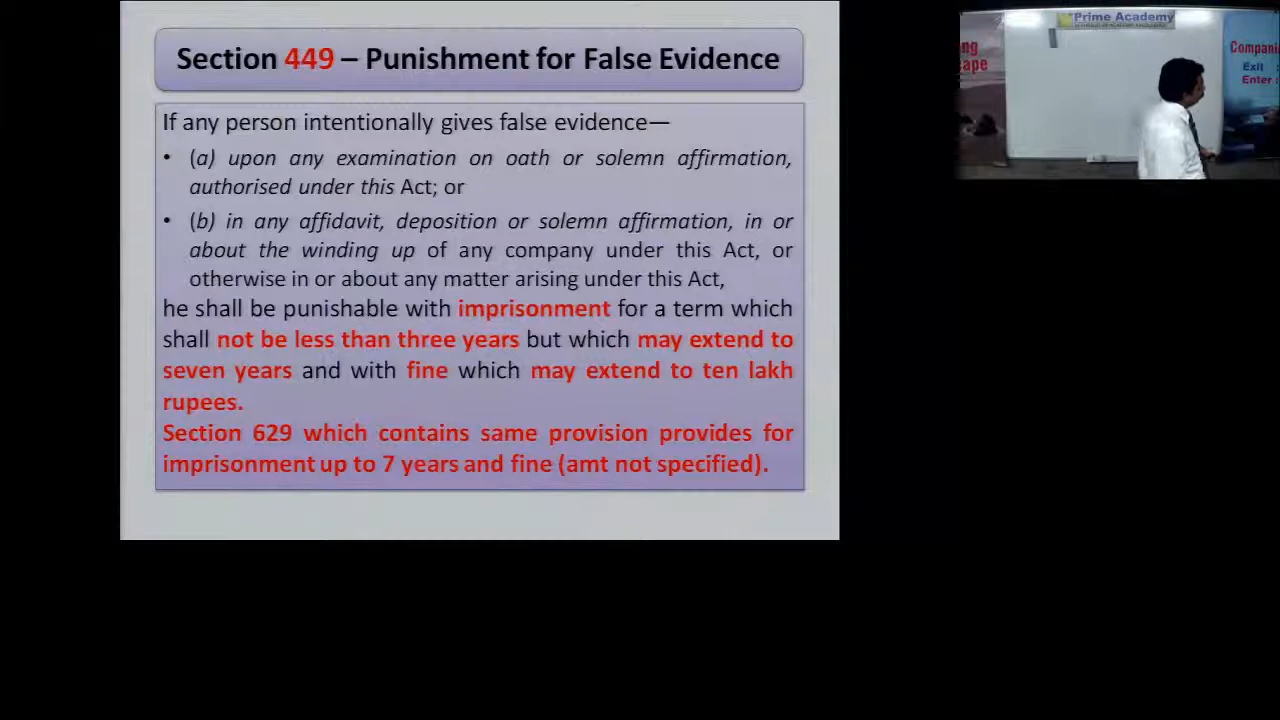 Section 449 – Punishment for False Evidence
If any person intentionally gives false evidence—
• (a) upon any examination on oath or solemn affirmation,
authorised under this Act; or
• (b) in any affidavit, deposition or solemn affirmation, in or
about the winding up of any company under this Act, or
otherwise in or about any matter arising under this Act,
he shall be punishable with imprisonment for a term which
shall not be less than three years but which may extend to
seven years and with fine which may extend to ten lakh
rupees.
Section 629 which contains same provision provides for
imprisonment up to 7 years and fine (amt not specified).
Prime Academy
ng
ape
Compani
Exit :
Enter :